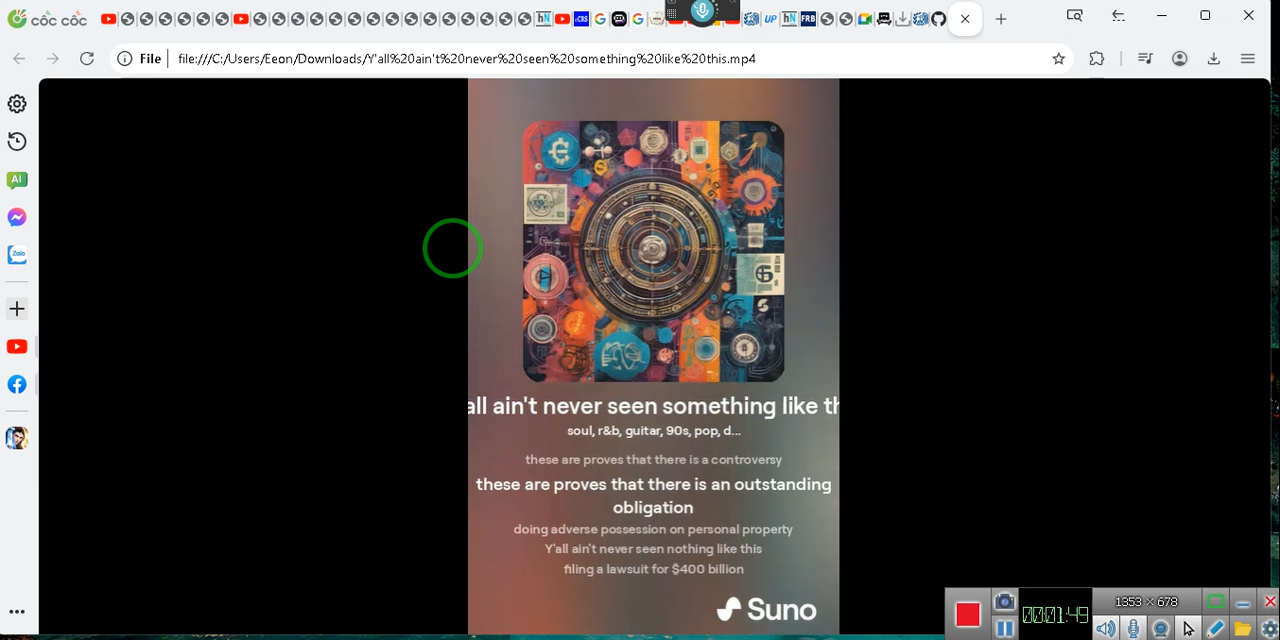 cốc cốc
File
file:///C:/Users/Eeon/Downloads/Y'all%20ain't%20never%20seen%20something%20like%20this.mp4
AI
Zalo
all ain't never seen something like th
soul, r&b, guitar, 90s, pop, d...
these are proves that there is a controversy
these are proves that there is an outstanding
obligation
doing adverse possession on personal property
Y'all ain't never seen nothing like this
filing a lawsuit for $400 billion
Suno
1353 × 678
00:01:49